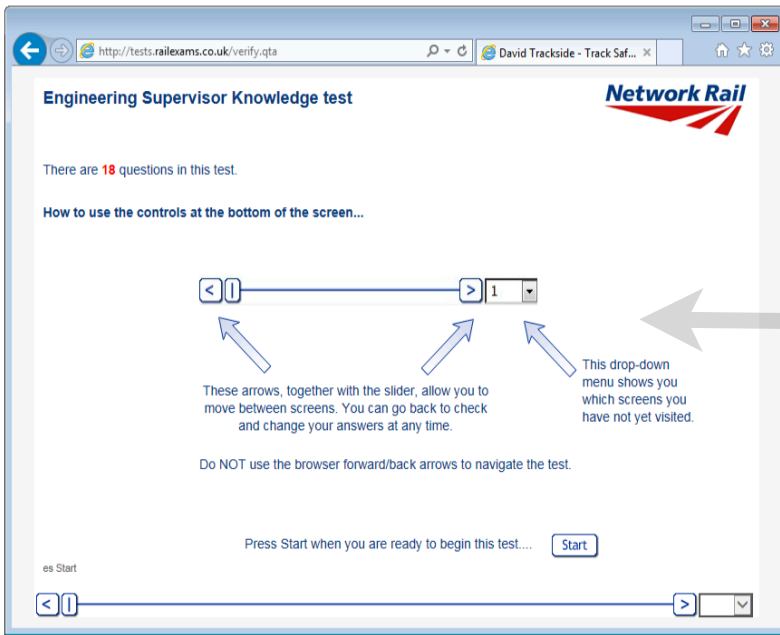 http://tests.railexams.co.uk/verify.qta
David Trackside - Track Saf...
Engineering Supervisor Knowledge test
Network Rail
There are 18 questions in this test.
How to use the controls at the bottom of the screen...
< | > 1
These arrows, together with the slider, allow you to
move between screens. You can go back to check
and change your answers at any time.
This drop-down
menu shows you
which screens you
have not yet visited.
Do NOT use the browser forward/back arrows to navigate the test.
Press Start when you are ready to begin this test.... Start
es Start
< | >